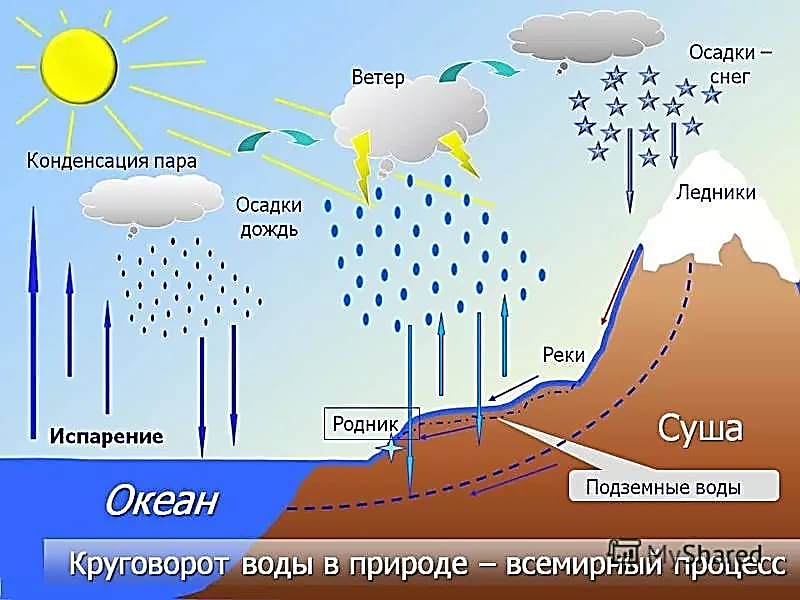 Осадки –
снег
Ветер
Конденсация пара
Ледники
Осадки
дождь
Реки
Родник
Испарение
Суша
Подземные воды
Океан
MyShared
Круговорот воды в природе – всемирный процесс